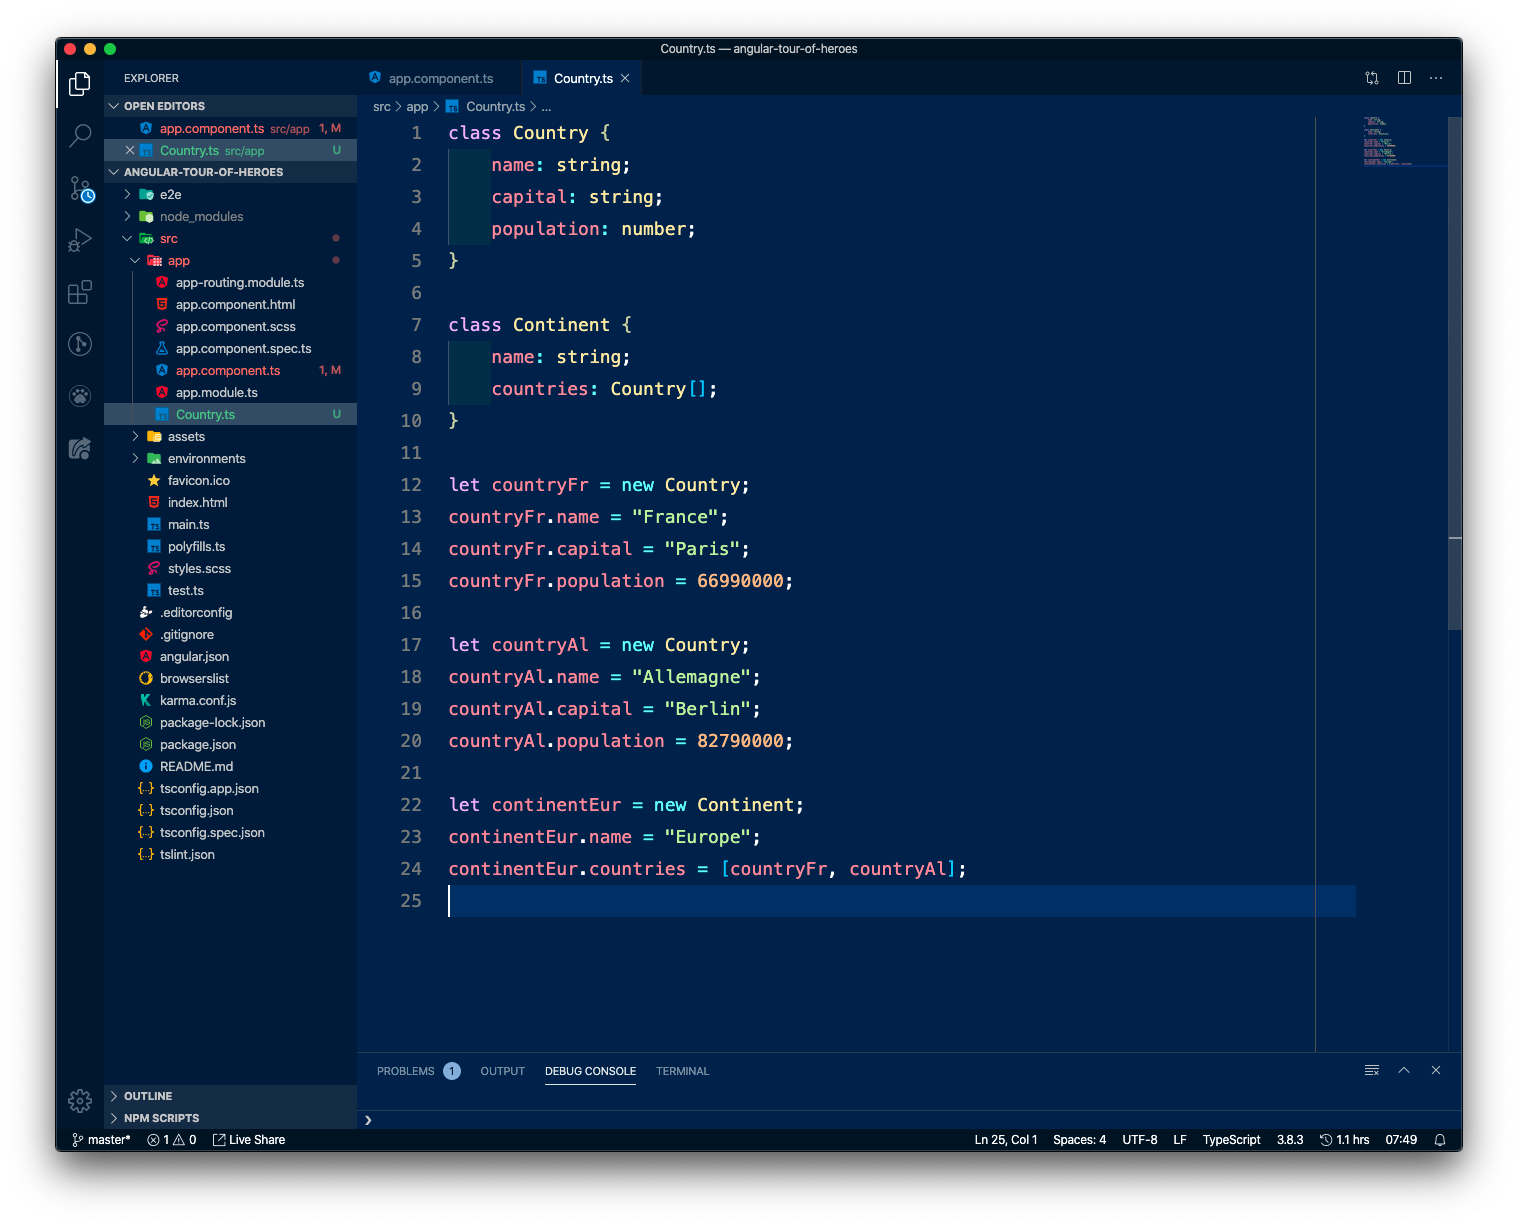 Country.ts — angular-tour-of-heroes
EXPLORER
OPEN EDITORS
app.component.ts src/app 1, M
Country.ts src/app U
ANGULAR-TOUR-OF-HEROES
e2e
node_modules
src
app
app-routing.module.ts
app.component.html
app.component.scss
app.component.spec.ts
app.component.ts 1, M
app.module.ts
Country.ts U
assets
environments
favicon.ico
index.html
main.ts
polyfills.ts
styles.scss
test.ts
.editorconfig
.gitignore
angular.json
browserslist
karma.conf.js
package-lock.json
package.json
README.md
tsconfig.app.json
tsconfig.json
tsconfig.spec.json
tslint.json
OUTLINE
NPM SCRIPTS
app.component.ts Country.ts
src > app > Country.ts > ...
1 class Country {
2     name: string;
3     capital: string;
4     population: number;
5 }
6
7 class Continent {
8     name: string;
9     countries: Country[];
10 }
11
12 let countryFr = new Country;
13 countryFr.name = "France";
14 countryFr.capital = "Paris";
15 countryFr.population = 66990000;
16
17 let countryAl = new Country;
18 countryAl.name = "Allemagne";
19 countryAl.capital = "Berlin";
20 countryAl.population = 82790000;
21
22 let continentEur = new Continent;
23 continentEur.name = "Europe";
24 continentEur.countries = [countryFr, countryAl];
25
PROBLEMS 1 OUTPUT DEBUG CONSOLE TERMINAL
master* 1 0 Live Share Ln 25, Col 1 Spaces: 4 UTF-8 LF TypeScript 3.8.3 1.1 hrs 07:49